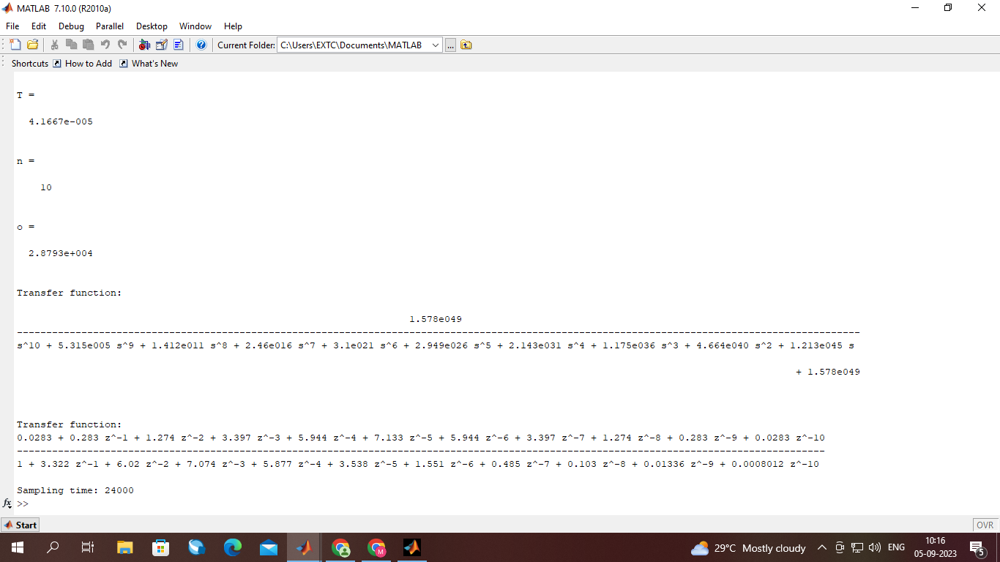 MATLAB 7.10.0 (R2010a)
File Edit Debug Parallel Desktop Window Help
Current Folder: C:\Users\EXTC\Documents\MATLAB ...
Shortcuts How to Add What's New
T =
4.1667e-005
n =
10
o =
2.8793e+004
Transfer function:
1.578e049
------------------------------------------------------------------------------------------------------------------------------------------------
s^10 + 5.315e005 s^9 + 1.412e011 s^8 + 2.46e016 s^7 + 3.1e021 s^6 + 2.949e026 s^5 + 2.143e031 s^4 + 1.175e036 s^3 + 4.664e040 s^2 + 1.213e045 s
+ 1.578e049
Transfer function:
0.0283 + 0.283 z^-1 + 1.274 z^-2 + 3.397 z^-3 + 5.944 z^-4 + 7.133 z^-5 + 5.944 z^-6 + 3.397 z^-7 + 1.274 z^-8 + 0.283 z^-9 + 0.0283 z^-10
------------------------------------------------------------------------------------------------------------------------------------------
1 + 3.322 z^-1 + 6.02 z^-2 + 7.074 z^-3 + 5.877 z^-4 + 3.538 z^-5 + 1.551 z^-6 + 0.485 z^-7 + 0.103 z^-8 + 0.01336 z^-9 + 0.0008012 z^-10
Sampling time: 24000
fx >>
Start OVR
M 29°C Mostly cloudy ENG 10:16
05-09-2023 5